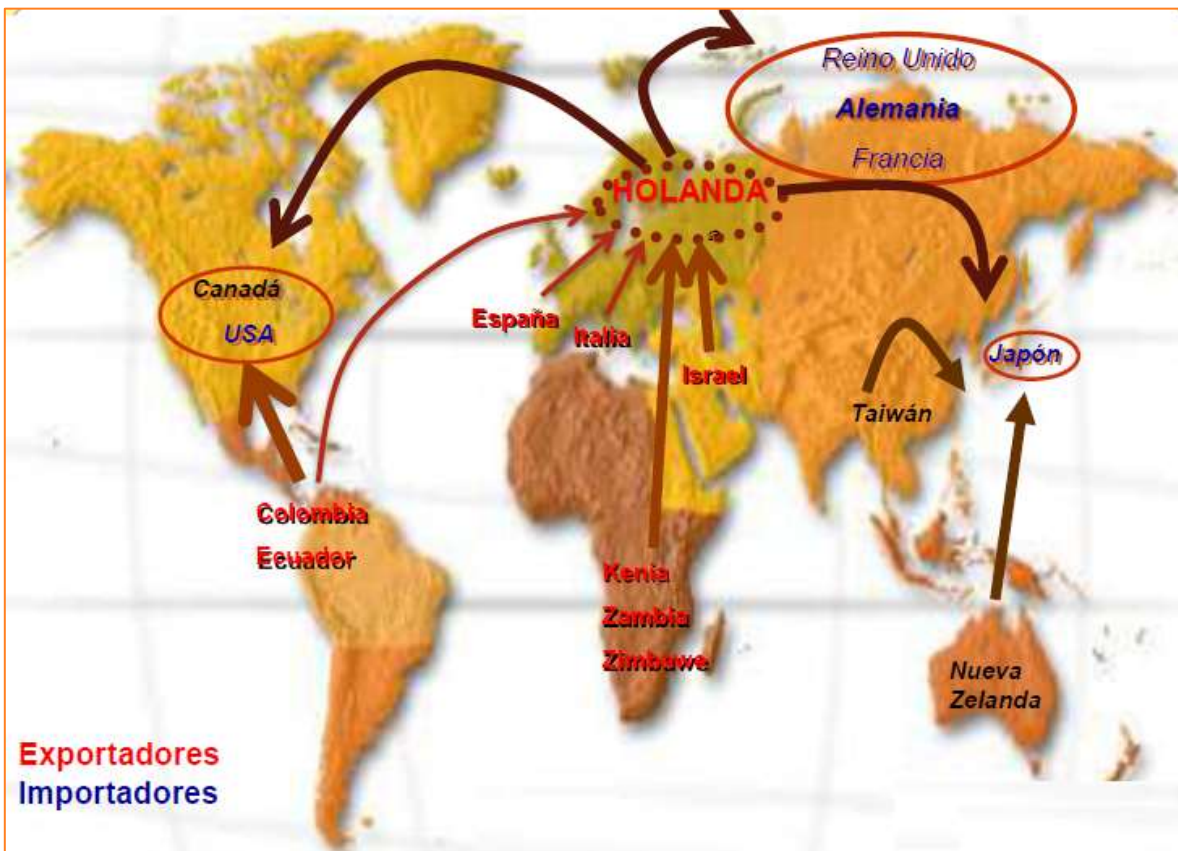 Reino Unido
Alemania
Francia
HOLANDA
Canadá
USA
España
Italia
Israel
Japón
Taiwán
Colombia
Ecuador
Kenia
Zambia
Zimbawe
Nueva
Zelanda
Exportadores
Importadores